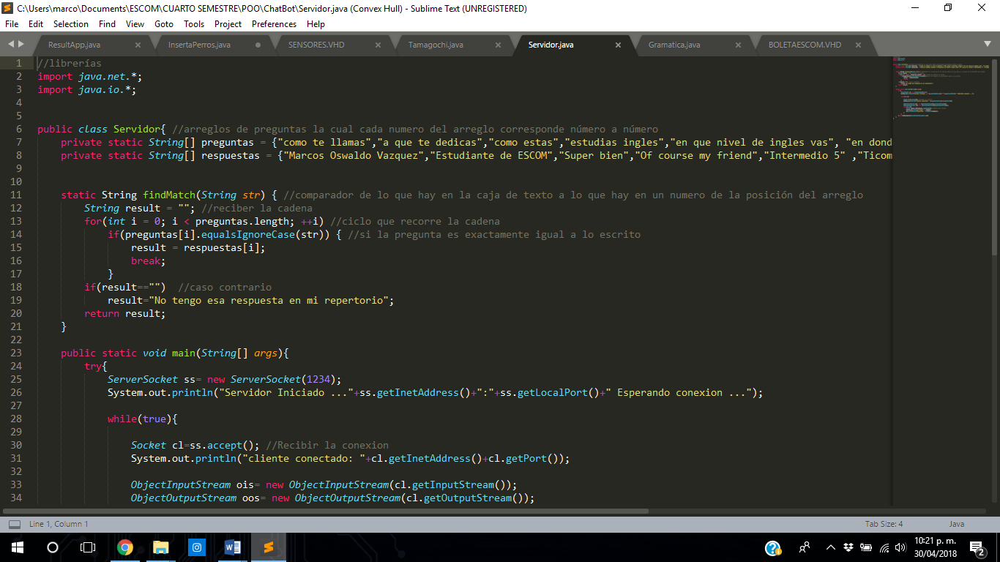 C:\Users\marco\Documents\ESCOM\CUARTO SEMESTRE\POO\ChatBot\Servidor.java (Convex Hull) - Sublime Text (UNREGISTERED)
File Edit Selection Find View Goto Tools Project Preferences Help
ResultApp.java InsertaPerros.java SENSORES.VHD Tamagochi.java Servidor.java Gramatica.java BOLETAESCOM.VHD
1 //librerías
2 import java.net.*;
3 import java.io.*;
4
5
6 public class Servidor{ //arreglos de preguntas la cual cada numero del arreglo corresponde número a número
7 private static String[] preguntas = {"como te llamas","a que te dedicas","como estas","estudias ingles","en que nivel de ingles vas", "en dond
8 private static String[] respuestas = {"Marcos Oswaldo Vazquez","Estudiante de ESCOM","Super bien","Of course my friend","Intermedio 5" ,"Ticom
9
10
11 static String findMatch(String str) { //comparador de lo que hay en la caja de texto a lo que hay en un numero de la posición del arreglo
12 String result = ""; //reciber la cadena
13 for(int i = 0; i < preguntas.length; ++i) //ciclo que recorre la cadena
14 if(preguntas[i].equalsIgnoreCase(str)) { //si la pregunta es exactamente igual a lo escrito
15 result = respuestas[i];
16 break;
17 }
18 if(result=="") //caso contrario
19 result="No tengo esa respuesta en mi repertorio";
20 return result;
21 }
22
23 public static void main(String[] args){
24 try{
25 ServerSocket ss= new ServerSocket(1234);
26 System.out.println("Servidor Iniciado ..."+ss.getInetAddress()+":"+ss.getLocalPort()+" Esperando conexion ...");
27
28 while(true){
29
30 Socket cl=ss.accept(); //Recibir la conexion
31 System.out.println("cliente conectado: "+cl.getInetAddress()+cl.getPort());
32
33 ObjectInputStream ois= new ObjectInputStream(cl.getInputStream());
34 ObjectOutputStream oos= new ObjectOutputStream(cl.getOutputStream());
Line 1, Column 1 Tab Size: 4 Java
10:21 p. m.
30/04/2018
2